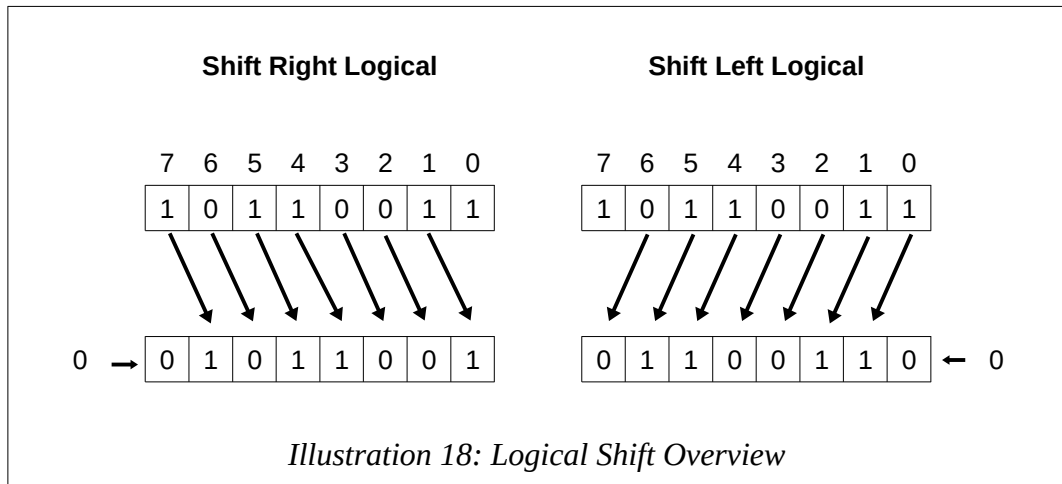 Shift Right Logical Shift Left Logical
7 6 5 4 3 2 1 0 7 6 5 4 3 2 1 0
1 0 1 1 0 0 1 1 1 0 1 1 0 0 1 1
0 0 1 0 1 1 0 0 1 0 1 1 0 0 1 1 0 0
Illustration 18: Logical Shift Overview